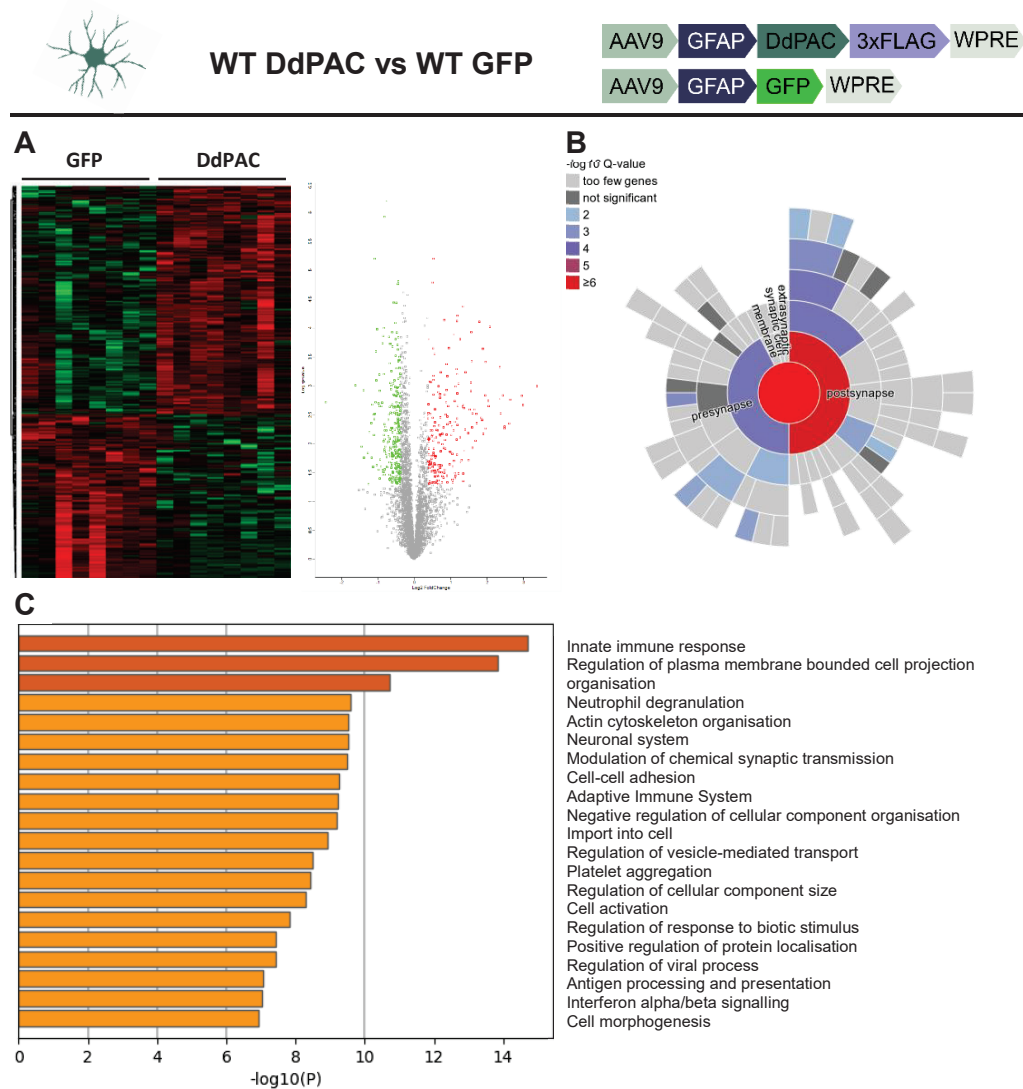 WT DdPAC vs WT GFP
AAV9 GFAP DdPAC 3xFLAG WPRE
AAV9 GFAP GFP WPRE
A
GFP DdPAC
Log2 FoldChange
B
Q-value
too few genes
not significant
2
3
4
5
≥6
extrasynaptic
synaptic cleft
membrane
presynapse
postsynapse
C
Innate immune response
Regulation of plasma membrane bounded cell projection
organisation
Neutrophil degranulation
Actin cytoskeleton organisation
Neuronal system
Modulation of chemical synaptic transmission
Cell-cell adhesion
Adaptive Immune System
Negative regulation of cellular component organisation
Import into cell
Regulation of vesicle-mediated transport
Platelet aggregation
Regulation of cellular component size
Cell activation
Regulation of response to biotic stimulus
Positive regulation of protein localisation
Regulation of viral process
Antigen processing and presentation
Interferon alpha/beta signalling
Cell morphogenesis
0 2 4 6 8 10 12 14
-log10(P)